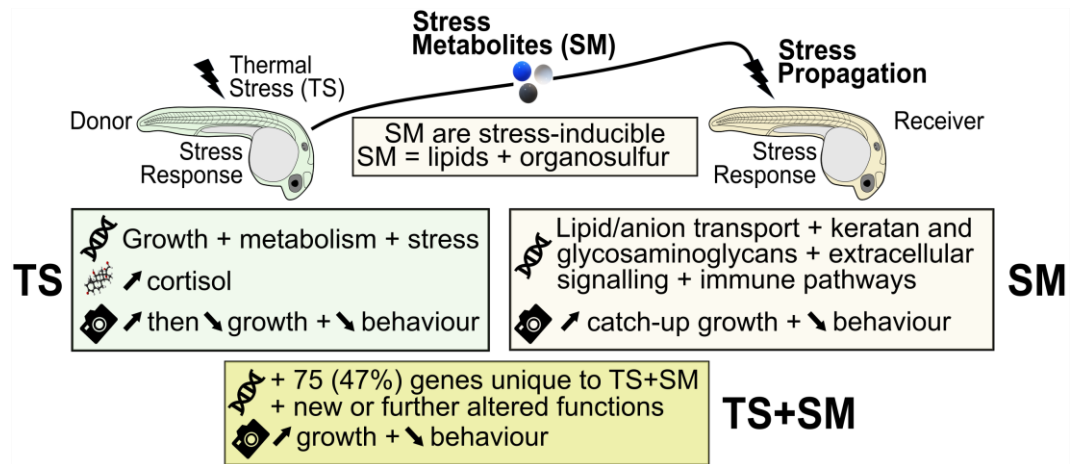 Stress
Metabolites (SM)
Thermal
Stress (TS)
Stress
Propagation
Donor
Receiver
Stress
Response
SM are stress-inducible
SM = lipids + organosulfur
Stress
Response
TS
Growth + metabolism + stress
➚ cortisol
➚ then ➘ growth + ➘ behaviour
Lipid/anion transport + keratan and
glycosaminoglycans + extracellular
signalling + immune pathways
➚ catch-up growth + ➘ behaviour
SM
+ 75 (47%) genes unique to TS+SM
+ new or further altered functions
➚ growth + ➘ behaviour
TS+SM